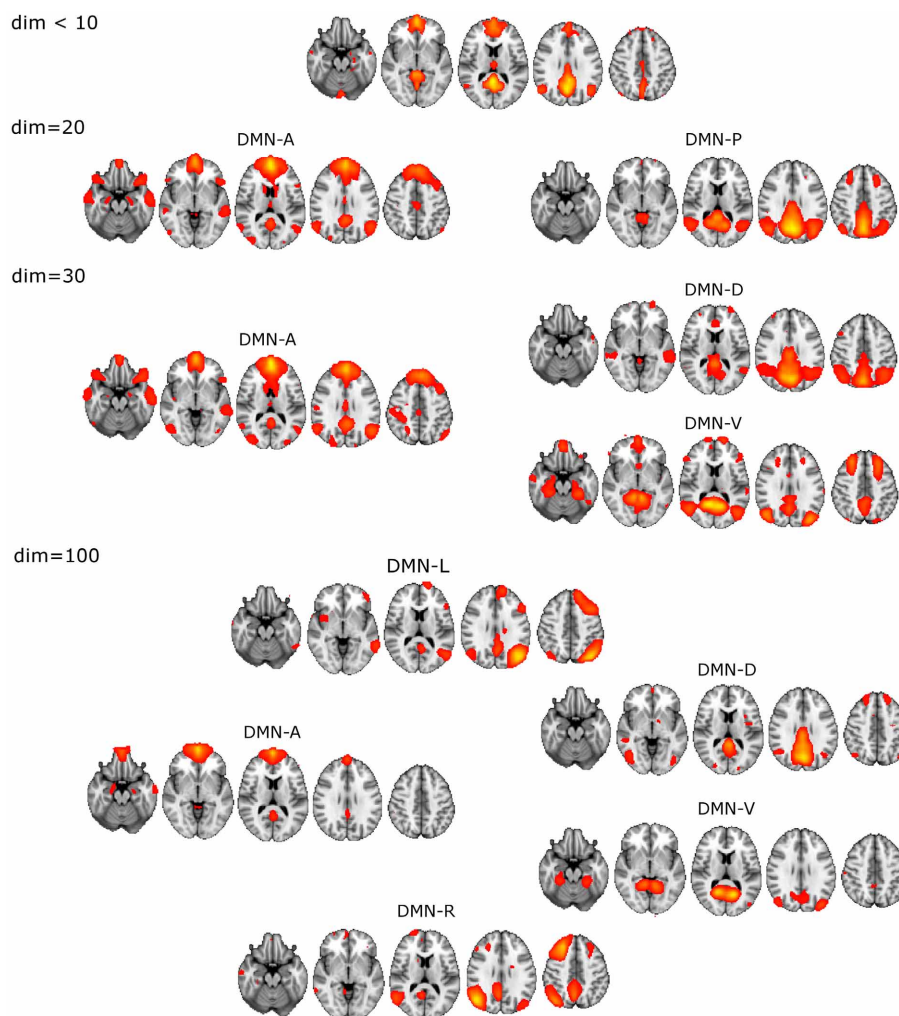 dim < 10
dim=20
DMN-A
DMN-P
dim=30
DMN-D
DMN-A
DMN-V
dim=100
DMN-L
DMN-D
DMN-A
DMN-V
DMN-R